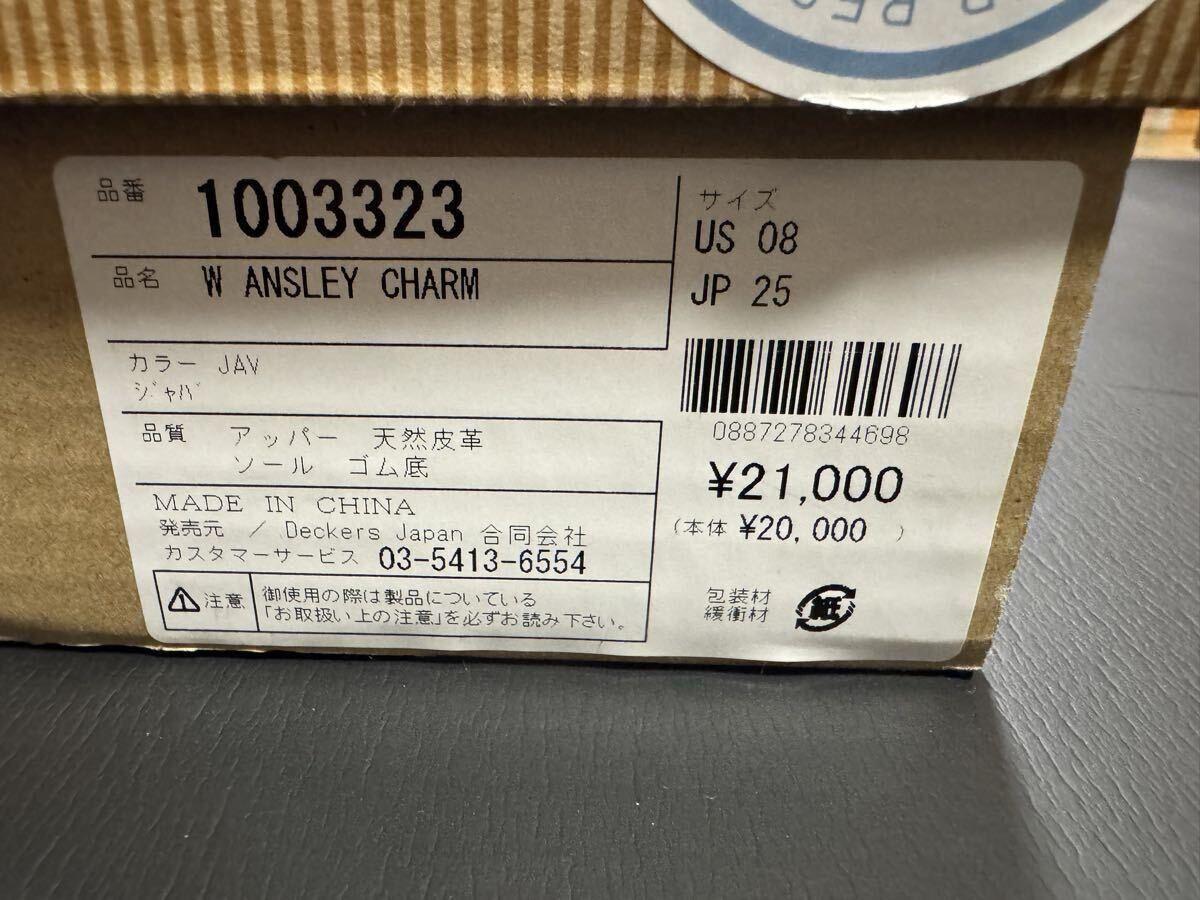 品番 1003323
品名 W ANSLEY CHARM
カラー JAV
ジャバ
品質 アッパー 天然皮革
ソール ゴム底
MADE IN CHINA
発売元 / Deckers Japan 合同会社
カスタマーサービス 03-5413-6554
注意
御使用の際は製品についている
「お取扱い上の注意」を必ずお読み下さい。
サイズ
US 08
JP 25
0887278344698
¥21,000
(本体 ¥20,000 )
包装材
緩衝材
紙